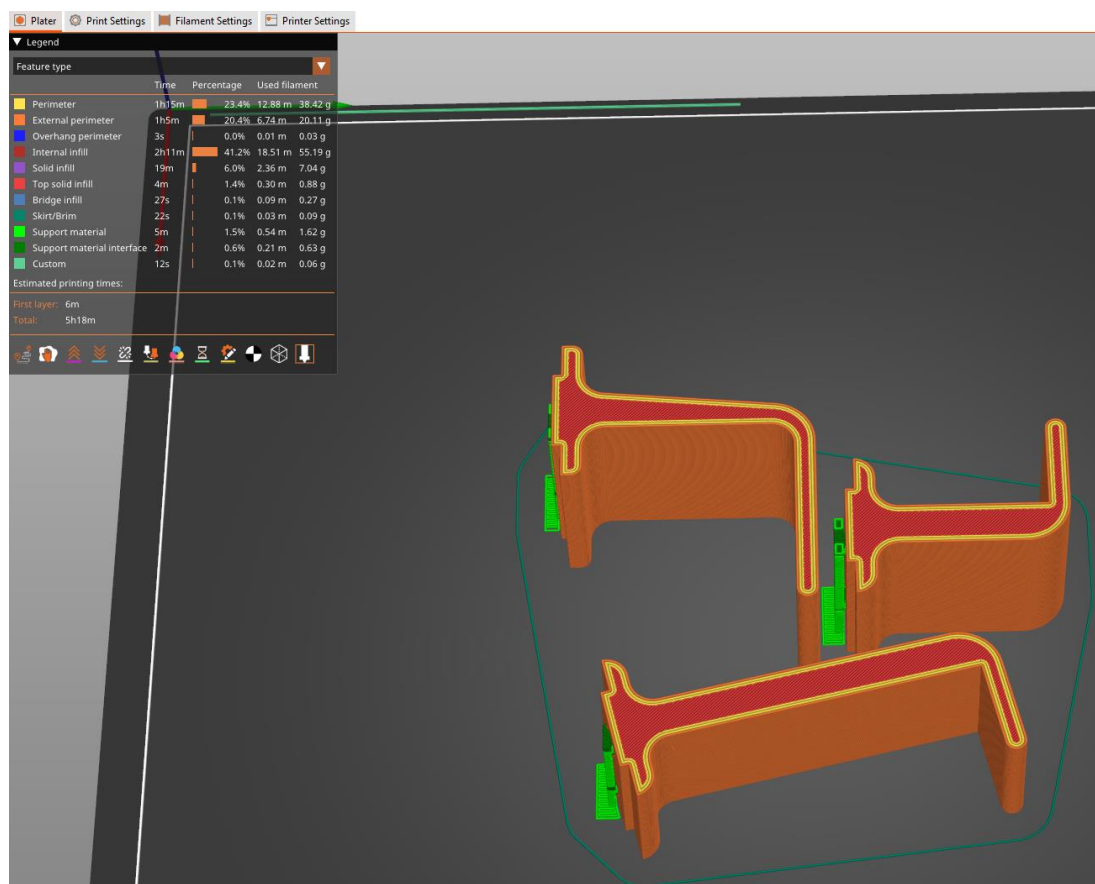 Plater Print Settings Filament Settings Printer Settings
Legend
Feature type
Time Percentage Used filament
Perimeter 1h15m 23.4% 12.88 m 38.42 g
External perimeter 1h5m 20.4% 6.74 m 20.11 g
Overhang perimeter 3s 0.0% 0.01 m 0.03 g
Internal infill 2h11m 41.2% 18.51 m 55.19 g
Solid infill 19m 6.0% 2.36 m 7.04 g
Top solid infill 4m 1.4% 0.30 m 0.88 g
Bridge infill 27s 0.1% 0.09 m 0.27 g
Skirt/Brim 22s 0.1% 0.03 m 0.09 g
Support material 5m 1.5% 0.54 m 1.62 g
Support material interface 2m 0.6% 0.21 m 0.63 g
Custom 12s 0.1% 0.02 m 0.06 g
Estimated printing times:
First layer: 6m
Total: 5h18m